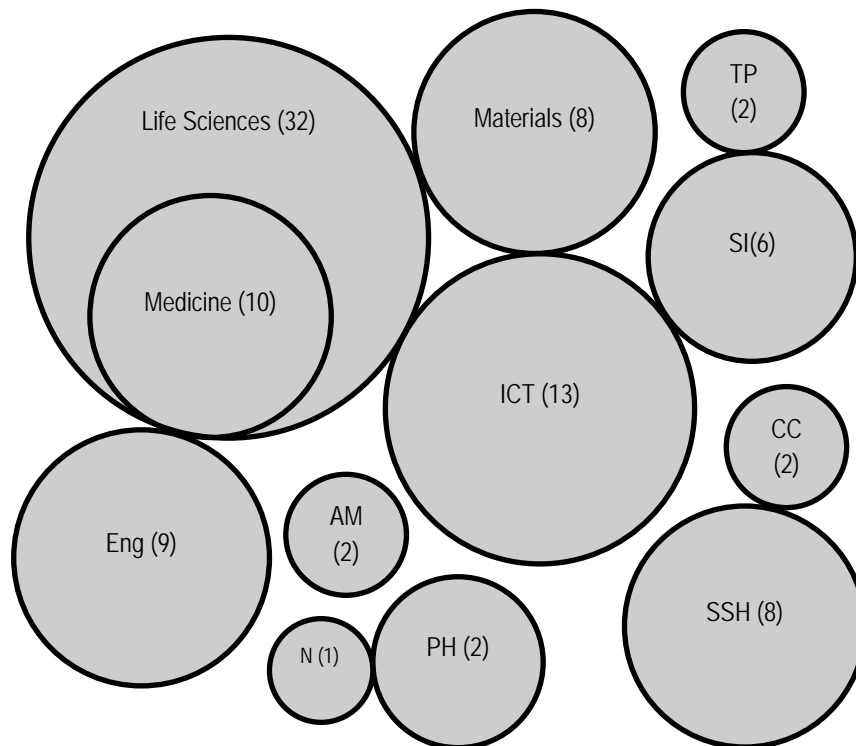 TP
(2)
Life Sciences (32)
Materials (8)
SI(6)
Medicine (10)
ICT (13)
CC
(2)
AM
(2)
Eng (9)
SSH (8)
N (1)
PH (2)